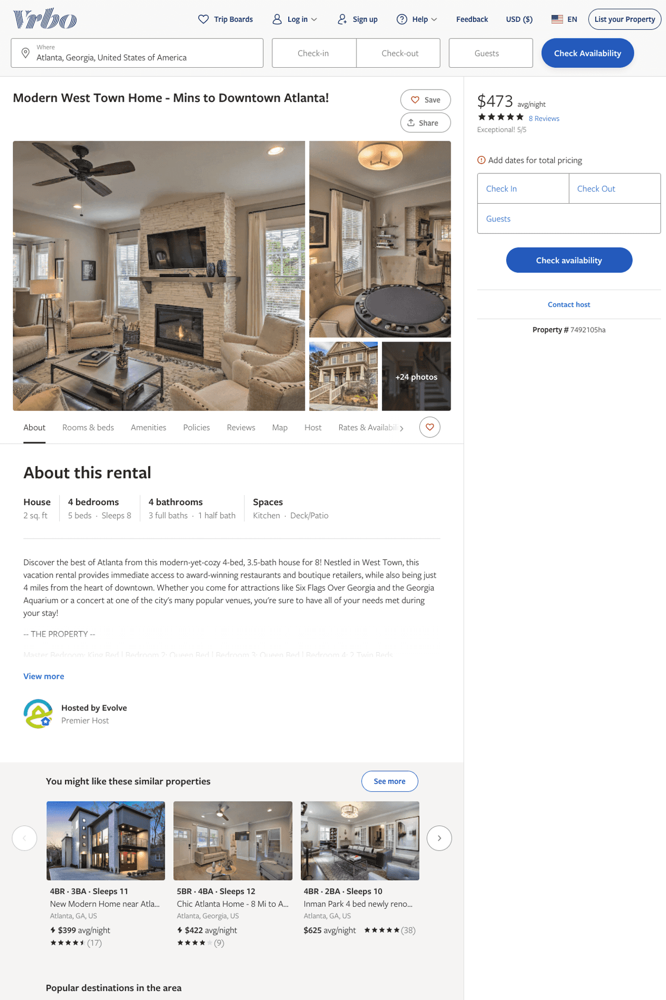 Vrbo
Trip Boards
Log in
Sign up
Help
Feedback
USD ($)
EN
List your Property
Where
Atlanta, Georgia, United States of America
Check-in
Check-out
Guests
Check Availability
Modern West Town Home - Mins to Downtown Atlanta!
Save
Share
$473 avg/night
8 Reviews
Exceptional! 5/5
Add dates for total pricing
Check In
Check Out
Guests
Check availability
Contact host
Property # 7492105ha
+24 photos
About
Rooms & beds
Amenities
Policies
Reviews
Map
Host
Rates & Availabili
About this rental
House
2 sq. ft
4 bedrooms
5 beds · Sleeps 8
4 bathrooms
3 full baths · 1 half bath
Spaces
Kitchen · Deck/Patio
Discover the best of Atlanta from this modern-yet-cozy 4-bed, 3.5-bath house for 8! Nestled in West Town, this
vacation rental provides immediate access to award-winning restaurants and boutique retailers, while also being just
4 miles from the heart of downtown. Whether you come for attractions like Six Flags Over Georgia and the Georgia
Aquarium or a concert at one of the city's many popular venues, you're sure to have all of your needs met during
your stay!
-- THE PROPERTY --
Master Bedroom: King Bed | Bedroom 2: Queen Bed | Bedroom 3: Queen Bed | Bedroom 4: 2 Twin Beds
View more
Hosted by Evolve
Premier Host
You might like these similar properties
See more
4BR · 3BA · Sleeps 11
New Modern Home near Atla...
Atlanta, GA, US
$399 avg/night
(17)
5BR · 4BA · Sleeps 12
Chic Atlanta Home - 8 Mi to A...
Atlanta, Georgia, US
$422 avg/night
(9)
4BR · 2BA · Sleeps 10
Inman Park 4 bed newly reno...
Atlanta, GA, US
$625 avg/night
(38)
Popular destinations in the area